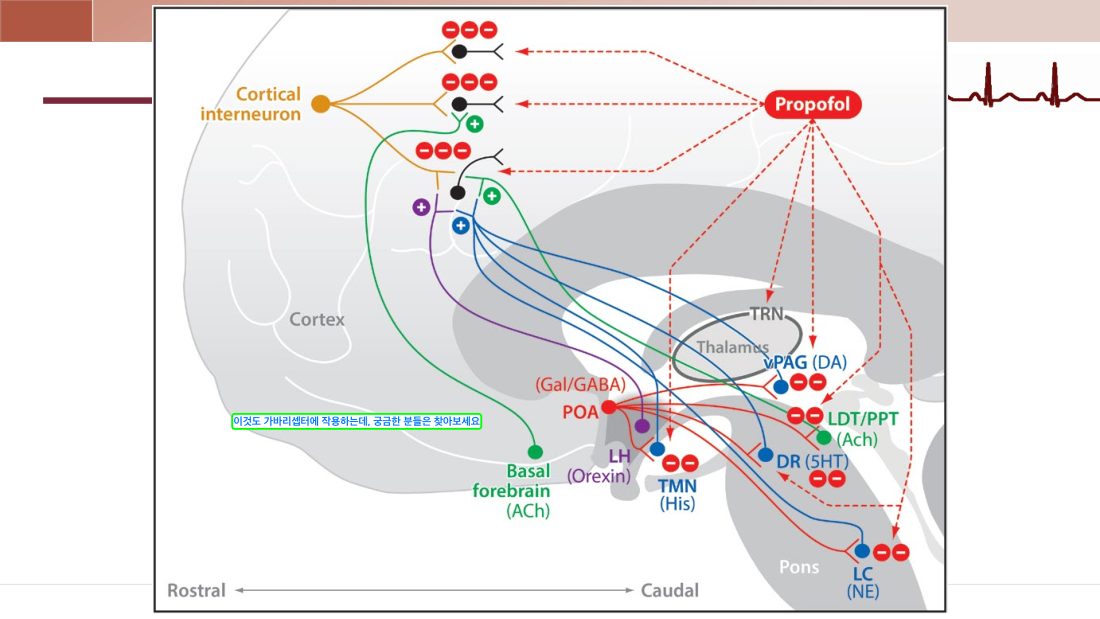 Cortical
interneuron
Propofol
Cortex
TRN
Thalamus
vPAG (DA)
(Gal/GABA)
POA
LDT/PPT
(Ach)
이것도 가바리셉터에 작용하는데, 궁금한 분들은 찾아보세요
LH
(Orexin)
DR (5HT)
Basal
forebrain
(ACh)
TMN
(His)
Pons
LC
(NE)
Rostral
Caudal